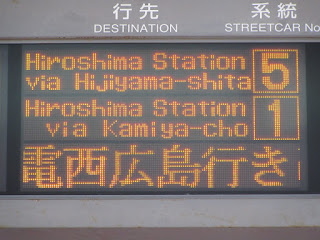 行先 系統
DESTINATION STREETCAR No
Hiroshima Station 5
via Hijiyama-shita
Hiroshima Station 1
via Kamiya-cho
電西広島行き